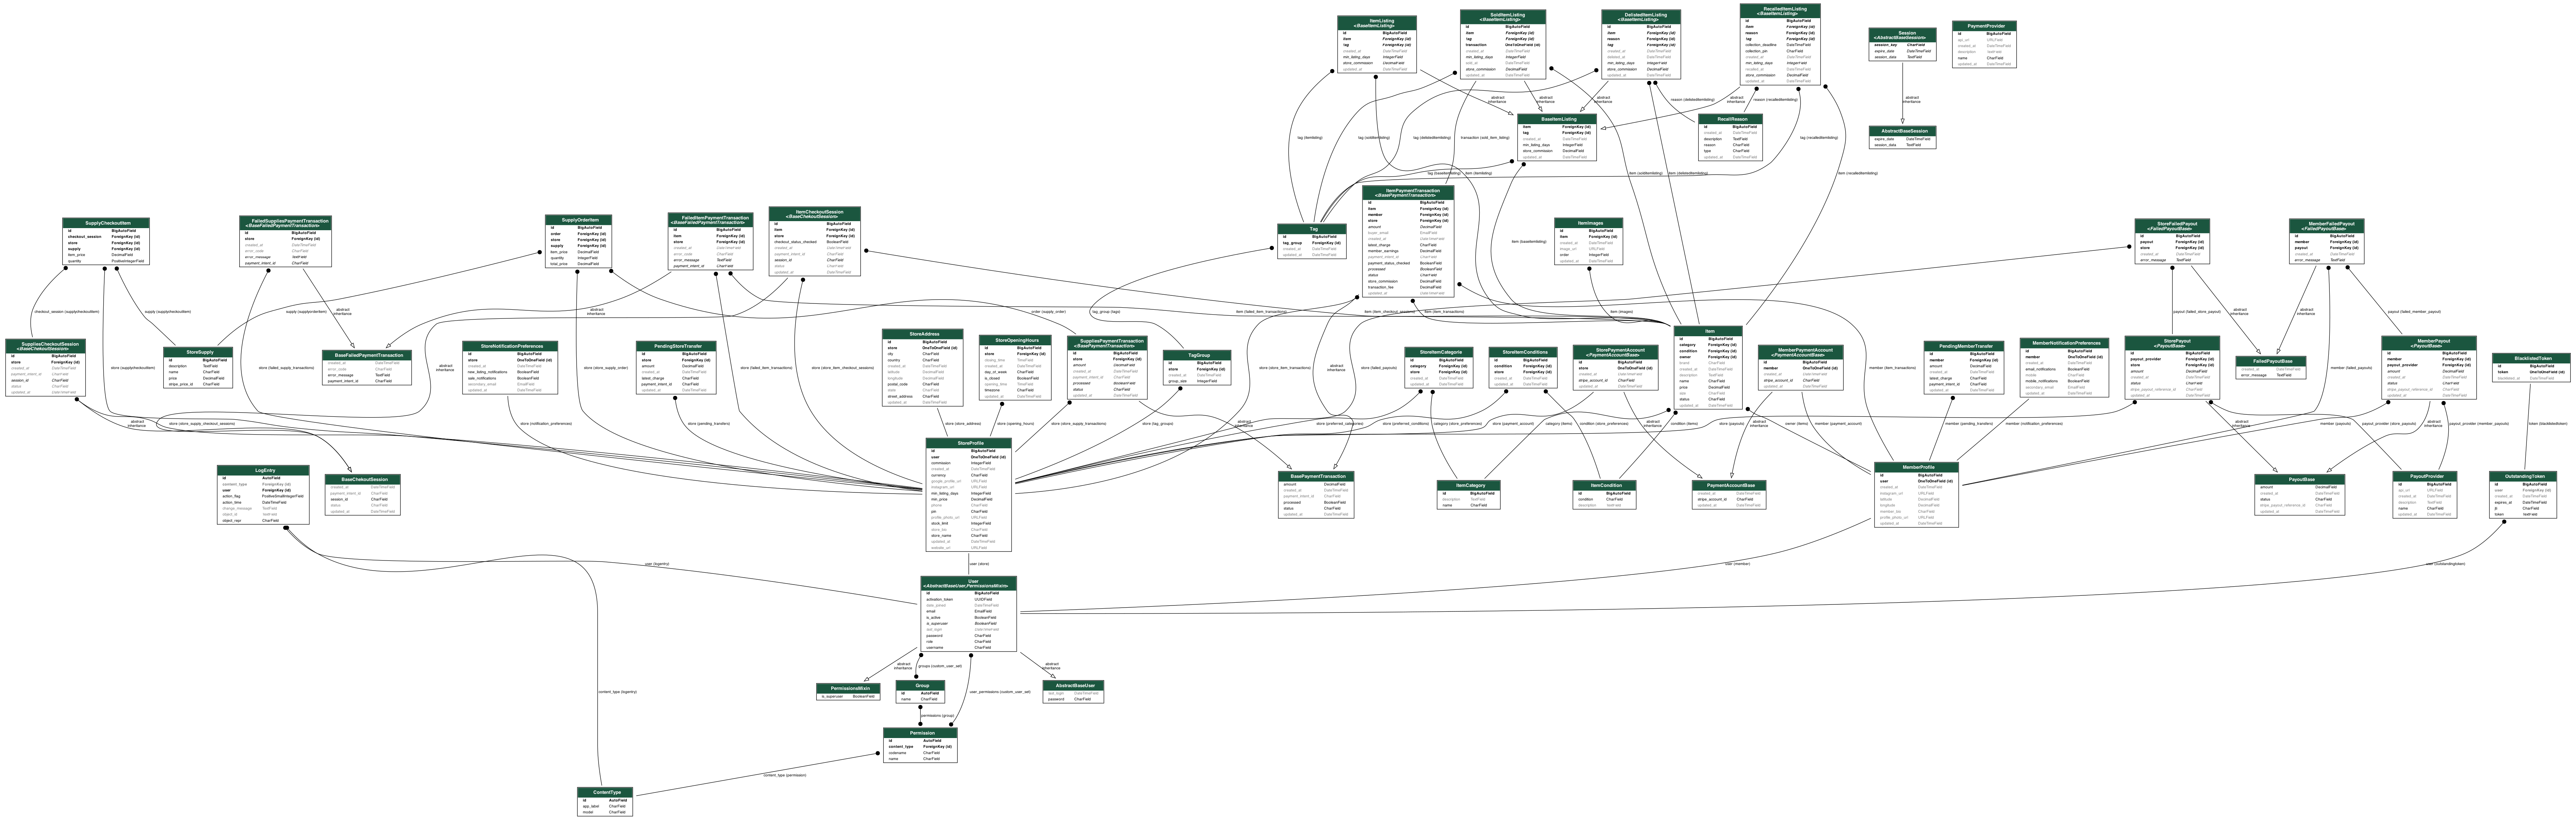 ItemListing
<BaseItemListing>
id BigAutoField
item ForeignKey (id)
tag ForeignKey (id)
created_at DateTimeField
min_listing_days IntegerField
store_commission DecimalField
updated_at DateTimeField
SoldItemListing
<BaseItemListing>
id BigAutoField
item ForeignKey (id)
tag ForeignKey (id)
transaction OneToOneField (id)
created_at DateTimeField
min_listing_days IntegerField
sold_at DateTimeField
store_commission DecimalField
updated_at DateTimeField
DelistedItemListing
<BaseItemListing>
id BigAutoField
item ForeignKey (id)
reason ForeignKey (id)
tag ForeignKey (id)
created_at DateTimeField
delisted_at DateTimeField
min_listing_days IntegerField
store_commission DecimalField
updated_at DateTimeField
RecalledItemListing
<BaseItemListing>
id BigAutoField
item ForeignKey (id)
reason ForeignKey (id)
tag ForeignKey (id)
collection_deadline DateTimeField
collection_pin CharField
created_at DateTimeField
min_listing_days IntegerField
recalled_at DateTimeField
store_commission DecimalField
updated_at DateTimeField
Session
<AbstractBaseSession>
session_key CharField
expire_date DateTimeField
session_data TextField
PaymentProvider
id BigAutoField
api_url URLField
created_at DateTimeField
description TextField
name CharField
updated_at DateTimeField
abstract
inheritance
abstract
inheritance
abstract
inheritance
abstract
inheritance
reason (delisteditemlisting)
reason (recalleditemlisting)
abstract
inheritance
BaseItemListing
item ForeignKey (id)
tag ForeignKey (id)
created_at DateTimeField
min_listing_days IntegerField
store_commission DecimalField
updated_at DateTimeField
RecallReason
id BigAutoField
created_at DateTimeField
description TextField
reason CharField
type CharField
AbstractBaseSession
expire_date DateTimeField
session_data TextField
tag (itemlisting)
tag (solditemlisting)
tag (delisteditemlisting)
transaction (sold_item_listing)
tag (recalleditemlisting)
tag (baseitemlisting)
item (itemlisting)
item (solditemlisting)
item (delisteditemlisting)
item (recalleditemlisting)
SupplyCheckoutItem
id BigAutoField
checkout_session ForeignKey (id)
store ForeignKey (id)
supply ForeignKey (id)
item_price DecimalField
quantity PositiveIntegerField
FailedSuppliesPaymentTransaction
<BaseFailedPaymentTransaction>
id BigAutoField
store ForeignKey (id)
created_at DateTimeField
error_code CharField
error_message TextField
payment_intent_id CharField
SupplyOrderItem
id BigAutoField
order ForeignKey (id)
store ForeignKey (id)
supply ForeignKey (id)
item_price DecimalField
quantity IntegerField
total_price DecimalField
FailedItemPaymentTransaction
<BaseFailedPaymentTransaction>
id BigAutoField
item ForeignKey (id)
store ForeignKey (id)
created_at DateTimeField
error_code CharField
error_message TextField
payment_intent_id CharField
ItemCheckoutSession
<BaseChekoutSession>
id BigAutoField
item ForeignKey (id)
store ForeignKey (id)
checkout_status_checked BooleanField
created_at DateTimeField
payment_intent_id CharField
session_id CharField
status CharField
updated_at DateTimeField
Tag
id BigAutoField
tag_group ForeignKey (id)
created_at DateTimeField
updated_at DateTimeField
ItemPaymentTransaction
<BasePaymentTransaction>
id BigAutoField
item ForeignKey (id)
member ForeignKey (id)
store ForeignKey (id)
amount DecimalField
buyer_email EmailField
created_at DateTimeField
latest_charge CharField
member_earnings DecimalField
payment_intent_id CharField
payment_status_checked BooleanField
processed BooleanField
status CharField
store_commission DecimalField
transaction_fee DecimalField
updated_at DateTimeField
ItemImages
id BigAutoField
item ForeignKey (id)
created_at DateTimeField
image_url URLField
order IntegerField
updated_at DateTimeField
item (baseitemlisting)
StoreFailedPayout
<FailedPayoutBase>
id BigAutoField
payout ForeignKey (id)
store ForeignKey (id)
created_at DateTimeField
error_message TextField
MemberFailedPayout
<FailedPayoutBase>
id BigAutoField
member ForeignKey (id)
payout ForeignKey (id)
created_at DateTimeField
error_message TextField
checkout_session (supplycheckoutitem)
supply (supplycheckoutitem)
abstract
inheritance
supply (supplyorderitem)
abstract
inheritance
order (supply_order)
tag_group (tags)
item (failed_item_transactions)
item (item_checkout_sessions)
item (item_transactions)
item (images)
payout (failed_store_payout)
abstract
inheritance
abstract
inheritance
payout (failed_member_payout)
SuppliesCheckoutSession
<BaseChekoutSession>
id BigAutoField
store ForeignKey (id)
created_at DateTimeField
payment_intent_id CharField
session_id CharField
status CharField
updated_at DateTimeField
StoreSupply
id BigAutoField
description TextField
name CharField
price DecimalField
stripe_price_id CharField
BaseFailedPaymentTransaction
created_at DateTimeField
error_code CharField
error_message TextField
payment_intent_id CharField
StoreNotificationPreferences
id BigAutoField
store OneToOneField (id)
created_at DateTimeField
new_listing_notifications BooleanField
sale_notifications BooleanField
secondary_email EmailField
updated_at DateTimeField
PendingStoreTransfer
id BigAutoField
store ForeignKey (id)
amount DecimalField
created_at DateTimeField
latest_charge CharField
payment_intent_id CharField
updated_at DateTimeField
StoreAddress
id BigAutoField
store OneToOneField (id)
city CharField
country CharField
created_at DateTimeField
latitude DecimalField
longitude DecimalField
postal_code CharField
state CharField
street_address CharField
updated_at DateTimeField
StoreOpeningHours
id BigAutoField
store ForeignKey (id)
closing_time TimeField
created_at DateTimeField
day_of_week CharField
is_closed BooleanField
opening_time TimeField
timezone CharField
updated_at DateTimeField
SuppliesPaymentTransaction
<BasePaymentTransaction>
id BigAutoField
store ForeignKey (id)
amount DecimalField
created_at DateTimeField
payment_intent_id CharField
processed BooleanField
status CharField
updated_at DateTimeField
TagGroup
id BigAutoField
store ForeignKey (id)
created_at DateTimeField
group_size IntegerField
StoreItemCategorie
id BigAutoField
category ForeignKey (id)
store ForeignKey (id)
created_at DateTimeField
updated_at DateTimeField
StoreItemConditions
id BigAutoField
condition ForeignKey (id)
store ForeignKey (id)
created_at DateTimeField
updated_at DateTimeField
StorePaymentAccount
<PaymentAccountBase>
id BigAutoField
store OneToOneField (id)
created_at DateTimeField
stripe_account_id CharField
updated_at DateTimeField
Item
id BigAutoField
category ForeignKey (id)
condition ForeignKey (id)
owner ForeignKey (id)
brand CharField
created_at DateTimeField
description TextField
name CharField
price DecimalField
size CharField
status CharField
updated_at DateTimeField
MemberPaymentAccount
<PaymentAccountBase>
id BigAutoField
member OneToOneField (id)
created_at DateTimeField
stripe_account_id CharField
updated_at DateTimeField
PendingMemberTransfer
id BigAutoField
member ForeignKey (id)
amount DecimalField
created_at DateTimeField
latest_charge CharField
payment_intent_id CharField
updated_at DateTimeField
MemberNotificationPreferences
id BigAutoField
member OneToOneField (id)
created_at DateTimeField
email_notifications BooleanField
mobile CharField
mobile_notifications BooleanField
secondary_email EmailField
updated_at DateTimeField
StorePayout
<PayoutBase>
id BigAutoField
payout_provider ForeignKey (id)
store ForeignKey (id)
amount DecimalField
created_at DateTimeField
status CharField
stripe_payout_reference_id CharField
updated_at DateTimeField
FailedPayoutBase
created_at DateTimeField
error_message TextField
MemberPayout
<PayoutBase>
id BigAutoField
member ForeignKey (id)
payout_provider ForeignKey (id)
amount DecimalField
created_at DateTimeField
status CharField
stripe_payout_reference_id CharField
updated_at DateTimeField
BlacklistedToken
id BigAutoField
token OneToOneField (id)
blacklisted_at DateTimeField
store (supplycheckoutitem)
store (failed_supply_transactions)
abstract
inheritance
store (store_supply_order)
store (failed_item_transactions)
store (store_item_checkout_sessions)
store (store_item_transactions)
abstract
inheritance
store (failed_payouts)
member (item_transactions)
member (failed_payouts)
abstract
inheritance
store (store_supply_checkout_sessions)
store (notification_preferences)
store (pending_transfers)
store (store_address)
store (opening_hours)
store (store_supply_transactions)
store (tag_groups)
abstract
inheritance
store (preferred_categories)
category (store_preferences)
store (preferred_conditions)
condition (store_preferences)
store (payment_account)
abstract
inheritance
category (items)
condition (items)
store (payouts)
abstract
inheritance
owner (items)
member (payment_account)
member (pending_transfers)
member (notification_preferences)
abstract
inheritance
payout_provider (store_payouts)
member (payouts)
abstract
inheritance
payout_provider (member_payouts)
token (blacklistedtoken)
LogEntry
id AutoField
content_type ForeignKey (id)
user ForeignKey (id)
action_flag PositiveSmallIntegerField
action_time DateTimeField
change_message TextField
object_id TextField
object_repr CharField
BaseChekoutSession
created_at DateTimeField
payment_intent_id CharField
session_id CharField
status CharField
updated_at DateTimeField
StoreProfile
id BigAutoField
user OneToOneField (id)
commission IntegerField
created_at DateTimeField
currency CharField
google_profile_url URLField
instagram_url URLField
min_listing_days IntegerField
min_price DecimalField
phone CharField
pin CharField
profile_photo_url URLField
stock_limit IntegerField
store_bio CharField
store_name CharField
updated_at DateTimeField
website_url URLField
BasePaymentTransaction
amount DecimalField
created_at DateTimeField
payment_intent_id CharField
processed BooleanField
status CharField
updated_at DateTimeField
ItemCategory
id BigAutoField
description TextField
name CharField
ItemCondition
id BigAutoField
condition CharField
description TextField
PaymentAccountBase
created_at DateTimeField
stripe_account_id CharField
updated_at DateTimeField
MemberProfile
id BigAutoField
user OneToOneField (id)
created_at DateTimeField
instagram_url URLField
latitude DecimalField
longitude DecimalField
member_bio CharField
profile_photo_url URLField
updated_at DateTimeField
PayoutBase
amount DecimalField
created_at DateTimeField
status CharField
stripe_payout_reference_id CharField
updated_at DateTimeField
PayoutProvider
id BigAutoField
api_url URLField
created_at DateTimeField
description TextField
name CharField
updated_at DateTimeField
OutstandingToken
id BigAutoField
user ForeignKey (id)
created_at DateTimeField
expires_at DateTimeField
jti CharField
token TextField
user (logentry)
user (store)
user (member)
user (outstandingtoken)
User
<AbstractBaseUser,PermissionsMixin>
id BigAutoField
activation_token UUIDField
date_joined DateTimeField
email EmailField
is_active BooleanField
is_superuser BooleanField
last_login DateTimeField
password CharField
role CharField
username CharField
abstract
inheritance
groups (custom_user_set)
abstract
inheritance
PermissionsMixin
is_superuser BooleanField
Group
id AutoField
name CharField
AbstractBaseUser
last_login DateTimeField
password CharField
content_type (logentry)
user_permissions (custom_user_set)
permissions (group)
Permission
id AutoField
content_type ForeignKey (id)
codename CharField
name CharField
content_type (permission)
ContentType
id AutoField
app_label CharField
model CharField